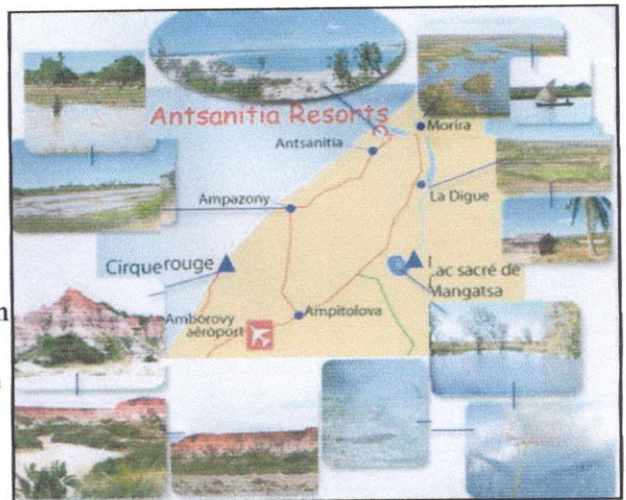 Antsanitia Resorts
Morira
Antsanitia
Ampazony
La Digue
Cirque rouge
Lac sacré de
Mangatsa
Amborovy
aéroport
Ampitolova